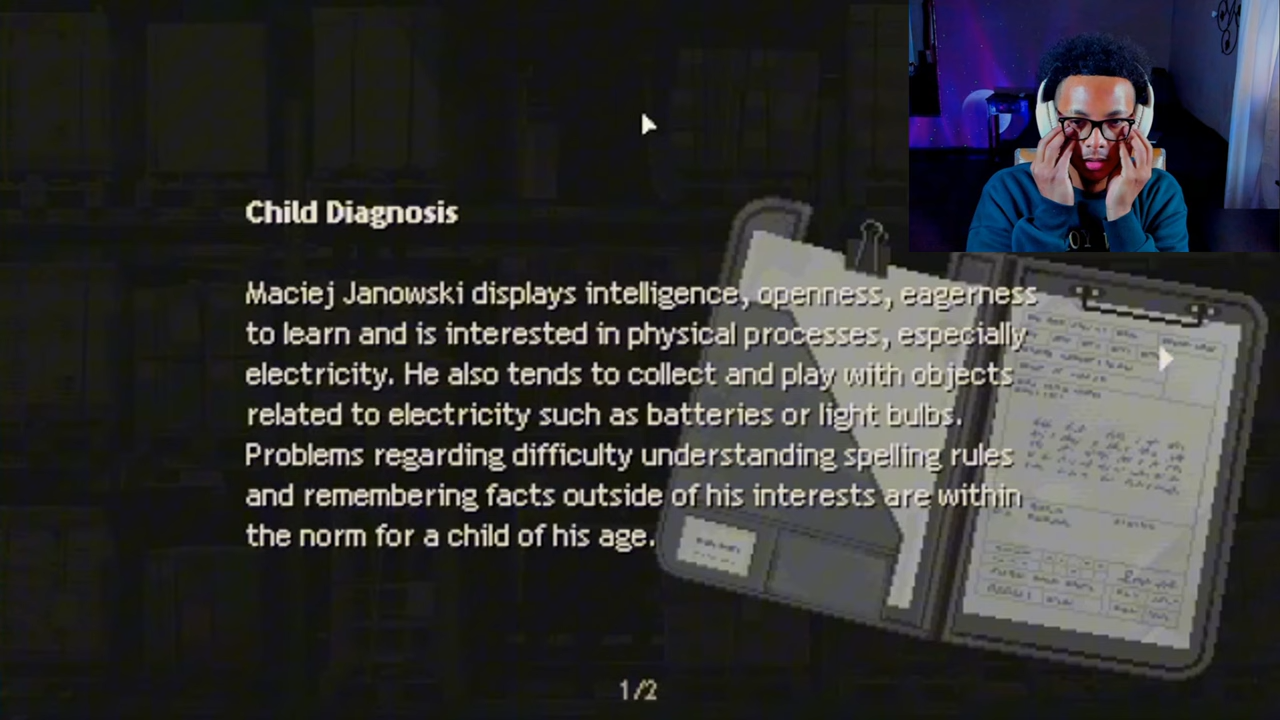 Child Diagnosis
Maciej Janowski displays intelligence, openness, eagerness
to learn and is interested in physical processes, especially
electricity. He also tends to collect and play with objects
related to electricity such as batteries or light bulbs.
Problems regarding difficulty understanding spelling rules
and remembering facts outside of his interests are within
the norm for a child of his age.
1/2